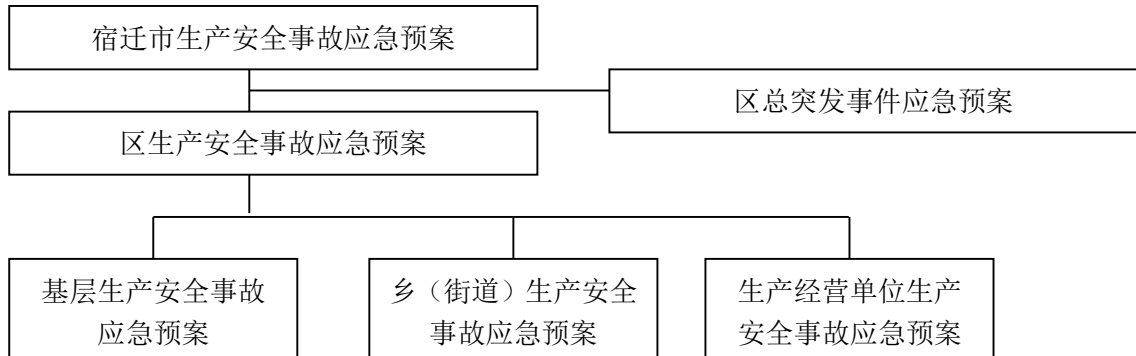 宿迁市生产安全事故应急预案
区总突发事件应急预案
区生产安全事故应急预案
基层生产安全事故
应急预案
乡（街道）生产安全
事故应急预案
生产经营单位生产
安全事故应急预案